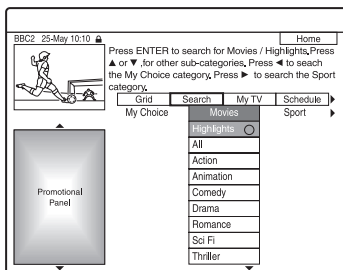 BBC2 25-May 10:10
Home
Press ENTER to search for Movies / Highlights. Press
▲ or ▼ ,for other sub-categories. Press ◄ to seach
the My Choice category. Press ► to search the Sport
category.
Grid Search My TV Schedule
My Choice Movies Sport
Highlights
All
Action
Animation
Comedy
Drama
Romance
Sci Fi
Thriller
Promotional
Panel